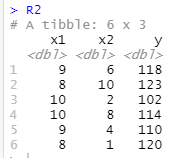 > R2
# A tibble: 6 x 3
x1 x2 y
<dbl> <dbl> <dbl>
1 9 6 118
2 8 10 123
3 10 2 102
4 10 8 114
5 9 4 110
6 8 1 120